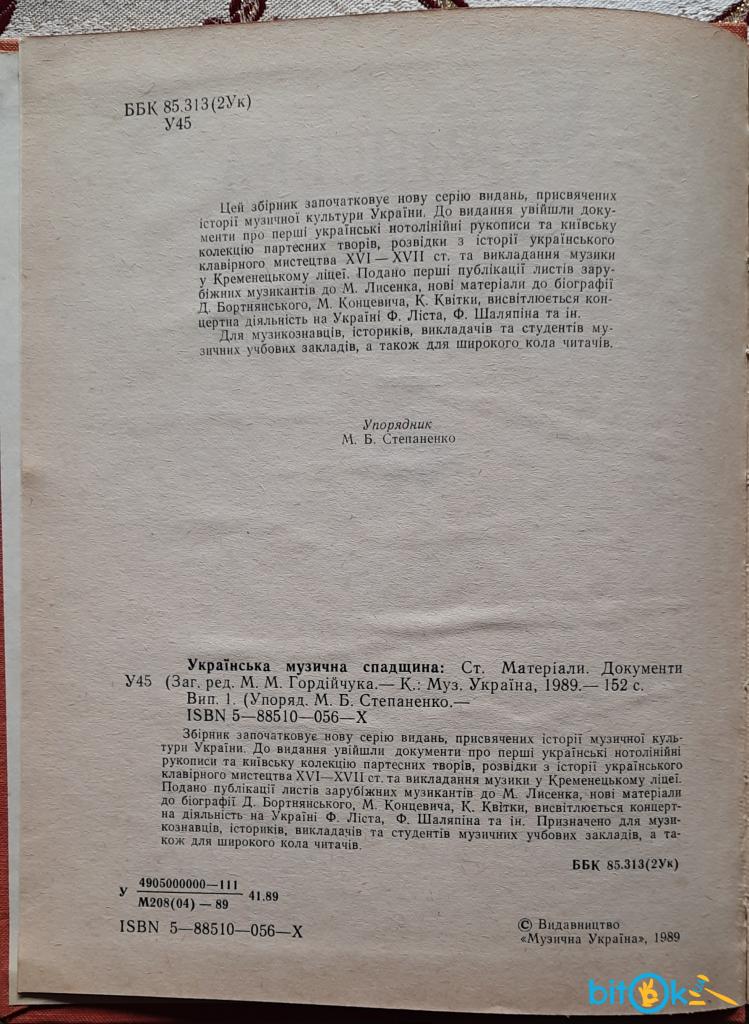 ББК 85.313(2Ук)
У45
Цей збірник започатковує нову серію видань, присвячених
історії музичної культури України. До видання увійшли доку-
менти про перші українські нотолінійні рукописи та київську
колекцію партесних творів, розвідки з історії українського
клавірного мистецтва XVI—XVII ст. та викладання музики
у Кременецькому ліцеї. Подано перші публікації листів зару-
біжних музикантів до М. Лисенка, нові матеріали до біографії
Д. Бортнянського, М. Концевича, К. Квітки, висвітлюється кон-
цертна діяльність на Україні Ф. Ліста, Ф. Шаляпіна та ін.
Для музикознавців, істориків, викладачів та студентів му-
зичних учбових закладів, а також для широкого кола читачів.
Упорядник
М. Б. Степаненко
Українська музична спадщина: Ст. Матеріали. Документи
У45 (Заг. ред. М. М. Гордійчука.— К.: Муз. Україна, 1989.— 152 с.
Вип. 1. (Упоряд. М. Б. Степаненко.—
ISBN 5—88510—056—X
Збірник започатковує нову серію видань, присвячених історії музичної куль-
тури України. До видання увійшли документи про перші українські нотолінійні
рукописи та київську колекцію партесних творів, розвідки з історії українського
клавірного мистецтва XVI—XVII ст. та викладання музики у Кременецькому ліцеї.
Подано публікації листів зарубіжних музикантів до М. Лисенка, нові матеріали
до біографії Д. Бортнянського, М. Концевича, К. Квітки, висвітлюється концерт-
на діяльність на Україні Ф. Ліста, Ф. Шаляпіна та ін. Призначено для музи-
кознавців, істориків, викладачів та студентів музичних учбових закладів, а та-
кож для широкого кола читачів.
ББК 85.313(2Ук)
У 4905000000—111 41.89
М208(04) — 89
ISBN 5—88510—056—X
© Видавництво
«Музична Україна», 1989
bitok